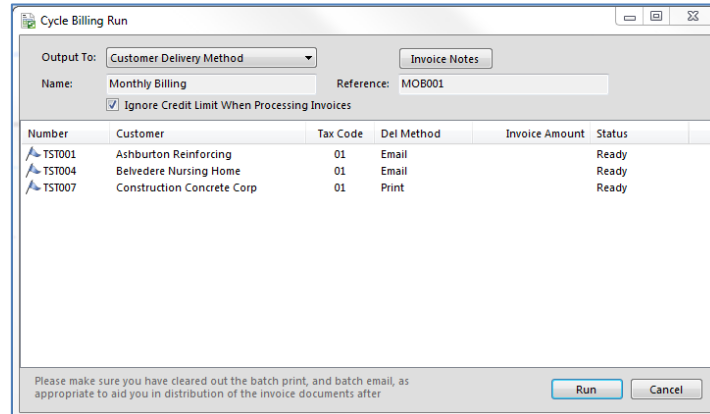 Cycle Billing Run
Output To: Customer Delivery Method Invoice Notes
Name: Monthly Billing Reference: MOB001
Ignore Credit Limit When Processing Invoices
Number Customer Tax Code Del Method Invoice Amount Status
TST001 Ashburton Reinforcing 01 Email Ready
TST004 Belvedere Nursing Home 01 Email Ready
TST007 Construction Concrete Corp 01 Print Ready
Please make sure you have cleared out the batch print, and batch email, as
appropriate to aid you in distribution of the invoice documents after
Run Cancel